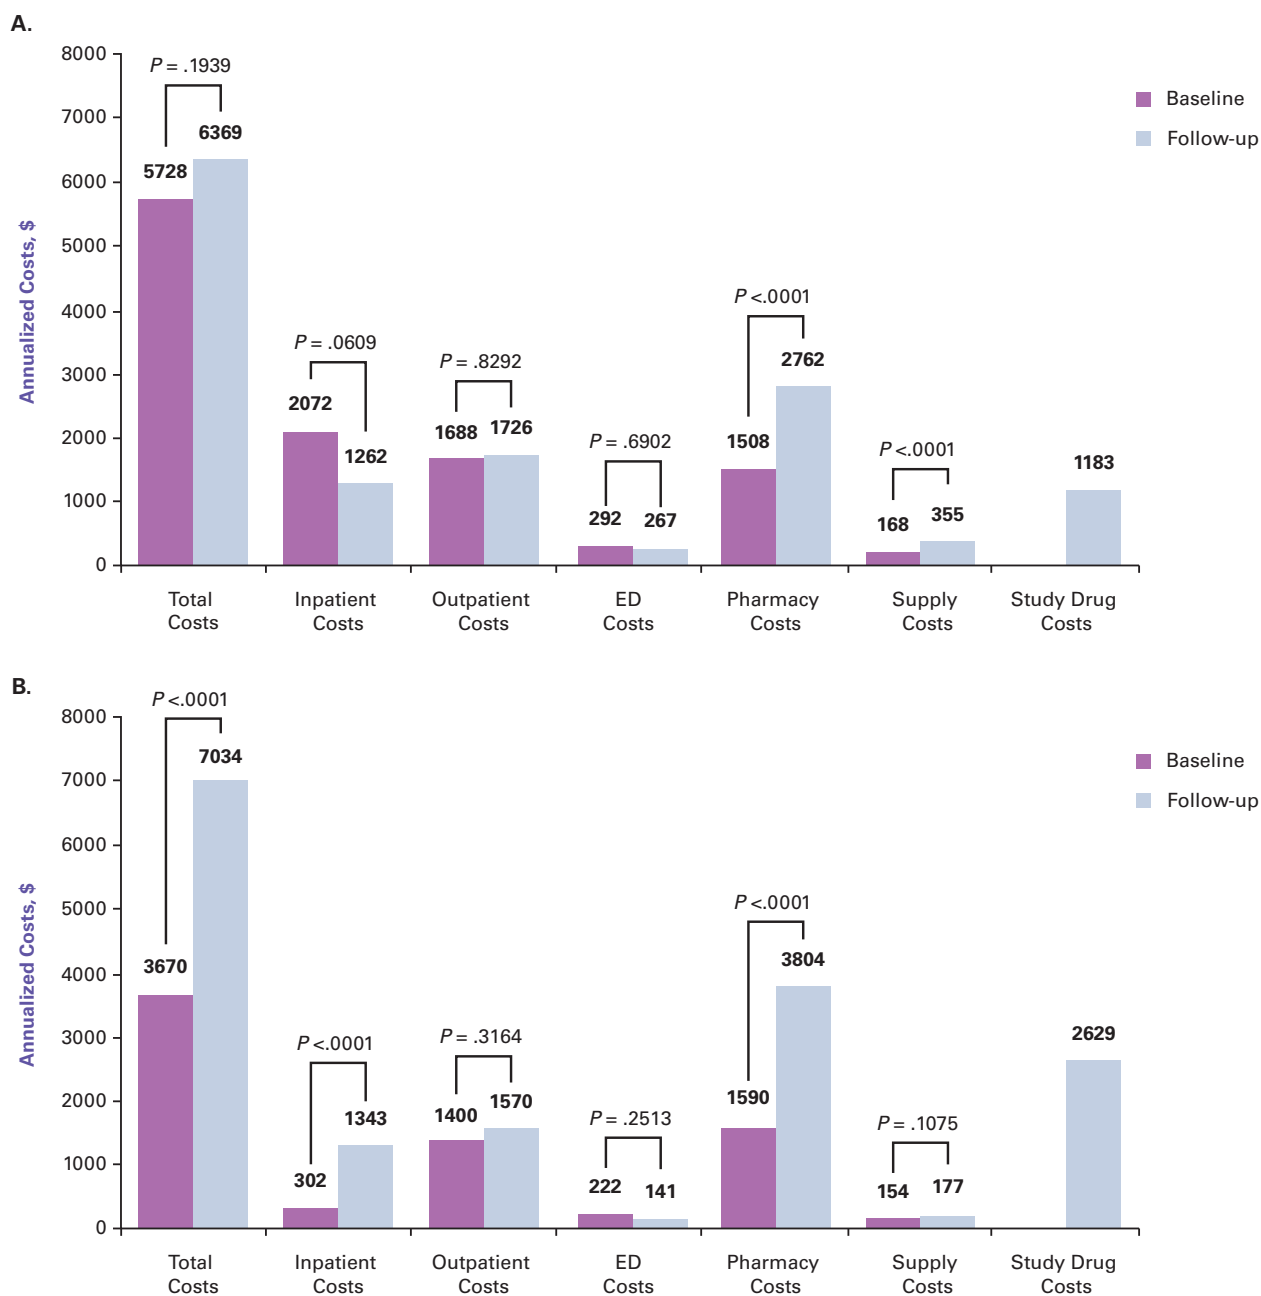 A.
8000
7000
6000
5000
4000
3000
2000
1000
0
Annualized Costs, $
P = .1939
5728
6369
P = .0609
2072
1262
P = .8292
1688
1726
P = .6902
292
267
P <.0001
1508
2762
P <.0001
168
355
1183
Baseline
Follow-up
Total
Costs
Inpatient
Costs
Outpatient
Costs
ED
Costs
Pharmacy
Costs
Supply
Costs
Study Drug
Costs
B.
8000
7000
6000
5000
4000
3000
2000
1000
0
Annualized Costs, $
P <.0001
3670
7034
P <.0001
302
1343
P = .3164
1400
1570
P = .2513
222
141
P <.0001
1590
3804
P = .1075
154
177
2629
Baseline
Follow-up
Total
Costs
Inpatient
Costs
Outpatient
Costs
ED
Costs
Pharmacy
Costs
Supply
Costs
Study Drug
Costs